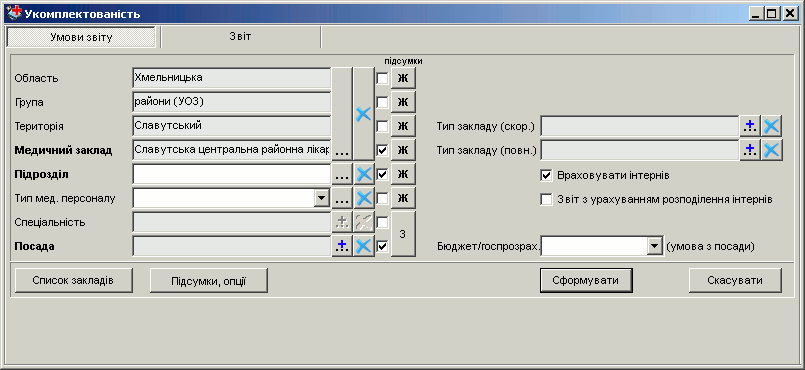 Укомплектованість
Умови звіту
Звіт
підсумки
Область
Хмельницька
Ж
Група
райони (УОЗ)
Ж
Територія
Славутський
Ж
Тип закладу (скор.)
Медичний заклад
Славутська центральна районна лікар
...
Ж
Тип закладу (повн.)
Підрозділ
...
Ж
Враховувати інтернів
Тип мед. персоналу
...
Ж
Звіт з урахуванням розподілення інтернів
Спеціальність
З
Посада
Бюджет/госпрозрах.
(умова з посади)
Список закладів
Підсумки, опції
Сформувати
Скасувати